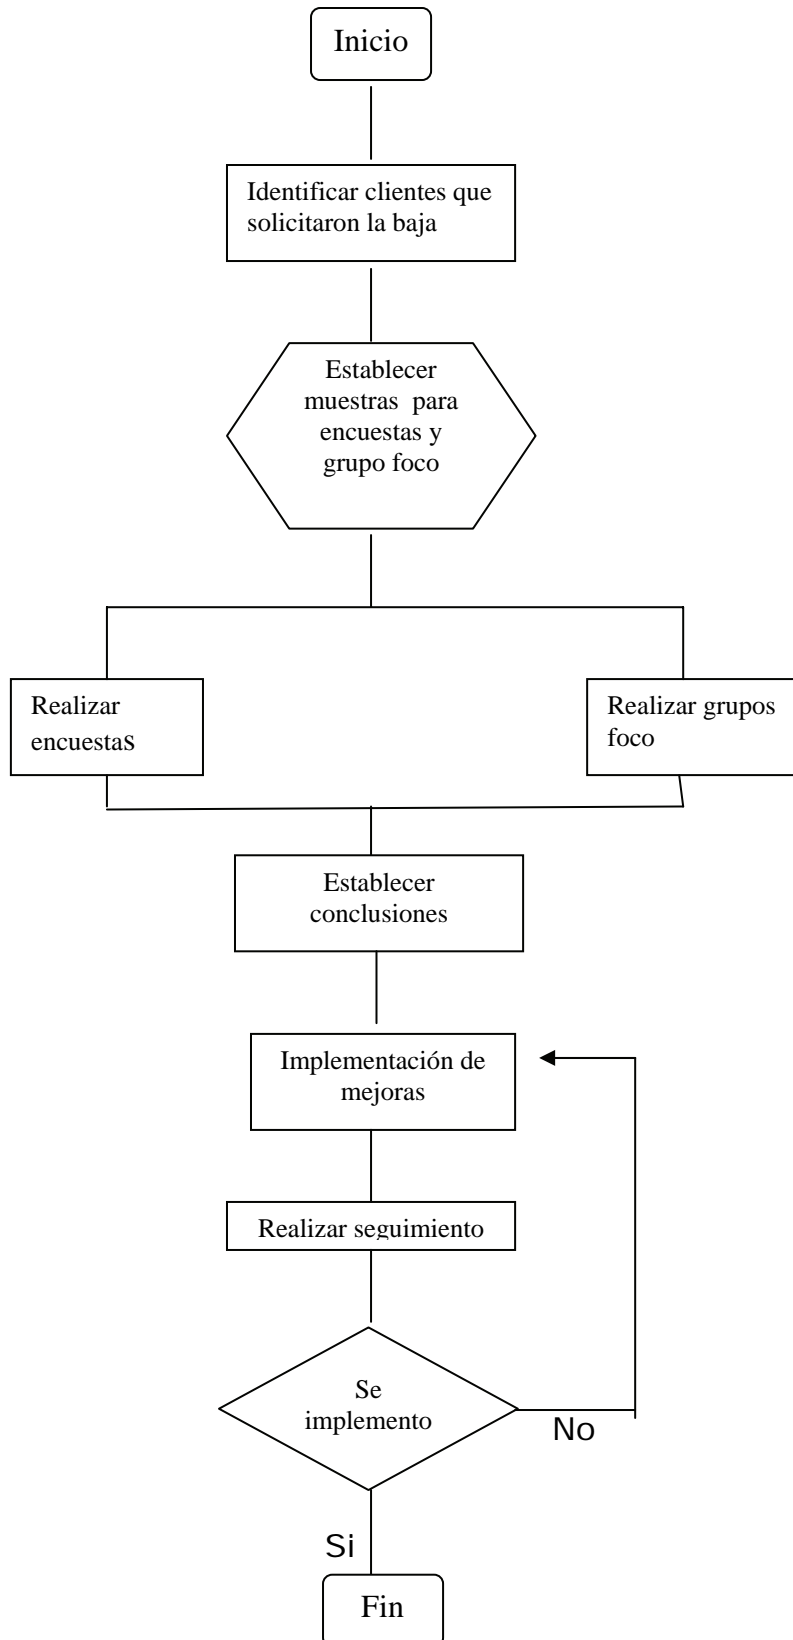 Inicio
Identificar clientes que
solicitaron la baja
Establecer
muestras para
encuestas y
grupo foco
Realizar
encuestas
Realizar grupos
foco
Establecer
conclusiones
Implementación de
mejoras
Realizar seguimiento
Se
implemento
No
Si
Fin